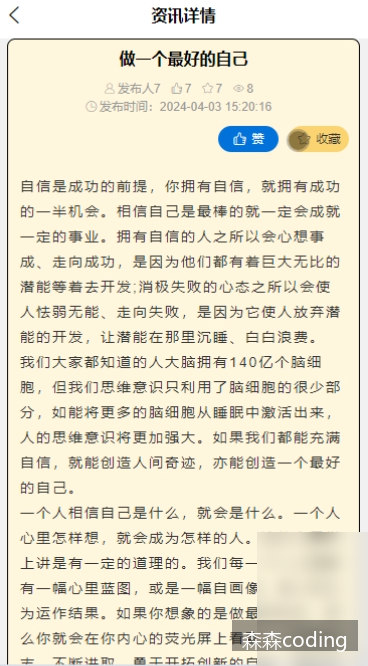 资讯详情
做一个最好的自己
发布人7 7 7 8
发布时间：2024-04-03 15:20:16
赞 收藏
自信是成功的前提，你拥有自信，就拥有成功
的一半机会。相信自己是最棒的就一定会成就
一定的事业。拥有自信的人之所以会心想事
成、走向成功，是因为他们都有着巨大无比的
潜能等着去开发;消极失败的心态之所以会使
人怯弱无能、走向失败，是因为它使人放弃潜
能的开发，让潜能在那里沉睡、白白浪费。
我们大家都知道的人大脑拥有140亿个脑细
胞，但我们思维意识只利用了脑细胞的很少部
分，如能将更多的脑细胞从睡眠中激活出来，
人的思维意识将更加强大。如果我们都能充满
自信，就能创造人间奇迹，亦能创造一个最好
的自己。
一个人相信自己是什么，就会是什么。一个人
心里怎样想，就会成为怎样的人。
上讲是有一定的道理的。我们每一
有一幅心里蓝图，或是一幅自画像
为运作结果。如果你想象的是做最
么你就会在你内心的荧光屏上看
志、不断进取、勇于开拓创新的自
森森coding